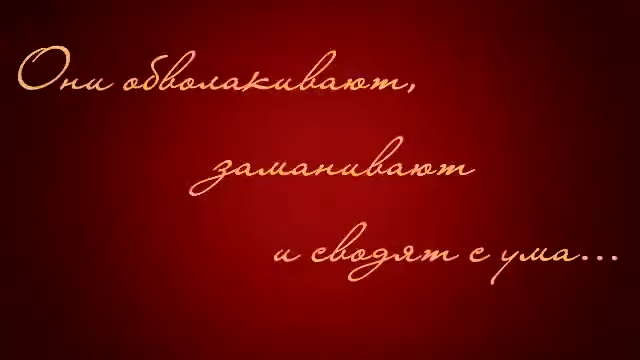 Они обволакивают,
заманивают
и сводят с ума...